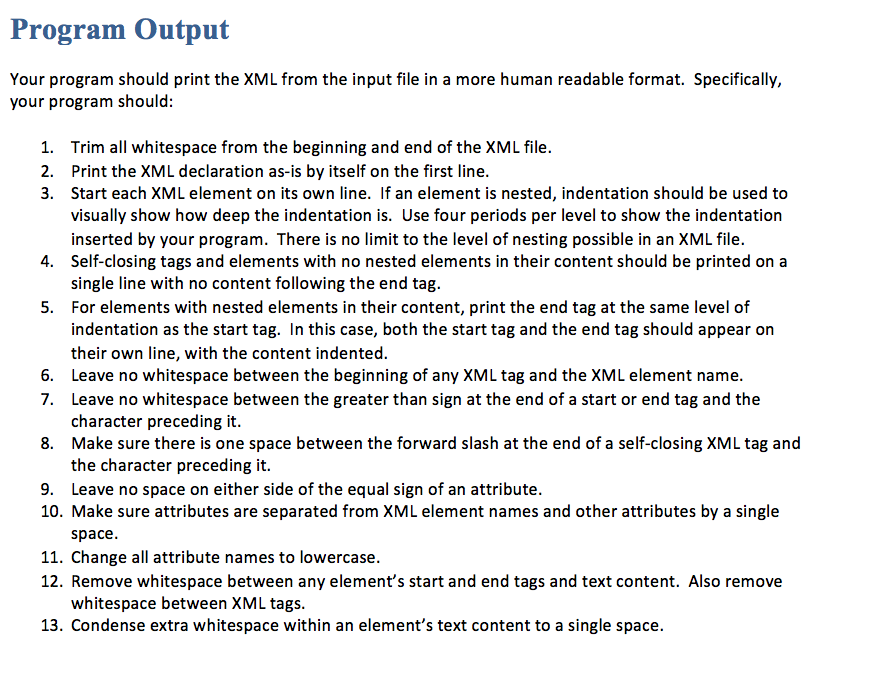 Program Output
Your program should print the XML from the input file in a more human readable format.  Specifically,
your program should:
1. Trim all whitespace from the beginning and end of the XML file.
2. Print the XML declaration as-is by itself on the first line.
3. Start each XML element on its own line.  If an element is nested, indentation should be used to
visually show how deep the indentation is.  Use four periods per level to show the indentation
inserted by your program.  There is no limit to the level of nesting possible in an XML file.
4. Self-closing tags and elements with no nested elements in their content should be printed on a
single line with no content following the end tag.
5. For elements with nested elements in their content, print the end tag at the same level of
indentation as the start tag.  In this case, both the start tag and the end tag should appear on
their own line, with the content indented.
6. Leave no whitespace between the beginning of any XML tag and the XML element name.
7. Leave no whitespace between the greater than sign at the end of a start or end tag and the
character preceding it.
8. Make sure there is one space between the forward slash at the end of a self-closing XML tag and
the character preceding it.
9. Leave no space on either side of the equal sign of an attribute.
10. Make sure attributes are separated from XML element names and other attributes by a single
space.
11. Change all attribute names to lowercase.
12. Remove whitespace between any element’s start and end tags and text content.  Also remove
whitespace between XML tags.
13. Condense extra whitespace within an element’s text content to a single space.